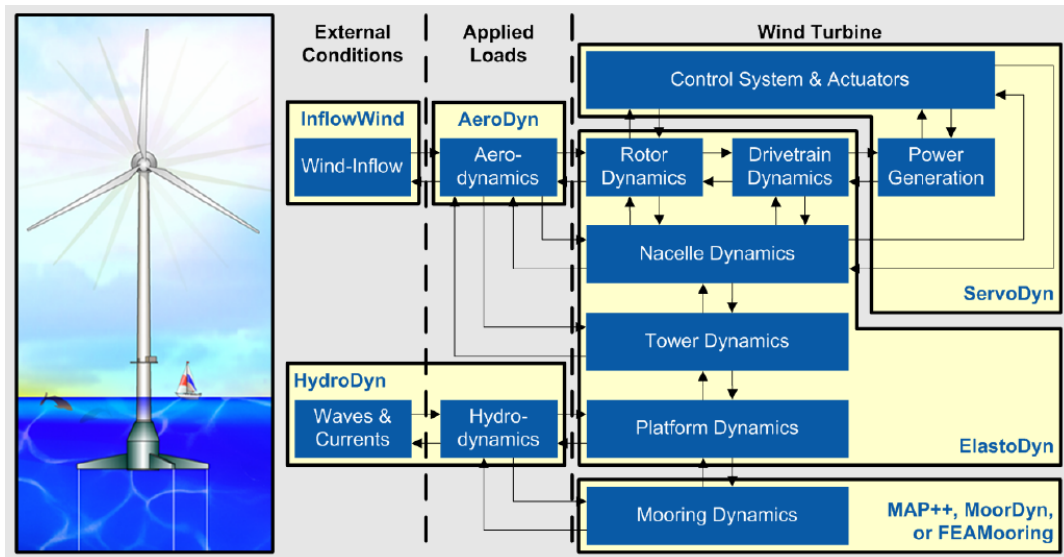 External
Conditions
Applied
Loads
Wind Turbine
Control System & Actuators
InflowWind
AeroDyn
Wind-Inflow
Aero-
dynamics
Rotor
Dynamics
Drivetrain
Dynamics
Power
Generation
Nacelle Dynamics
ServoDyn
Tower Dynamics
HydroDyn
Waves &
Currents
Hydro-
dynamics
Platform Dynamics
ElastoDyn
Mooring Dynamics
MAP++, MoorDyn,
or FEAMooring